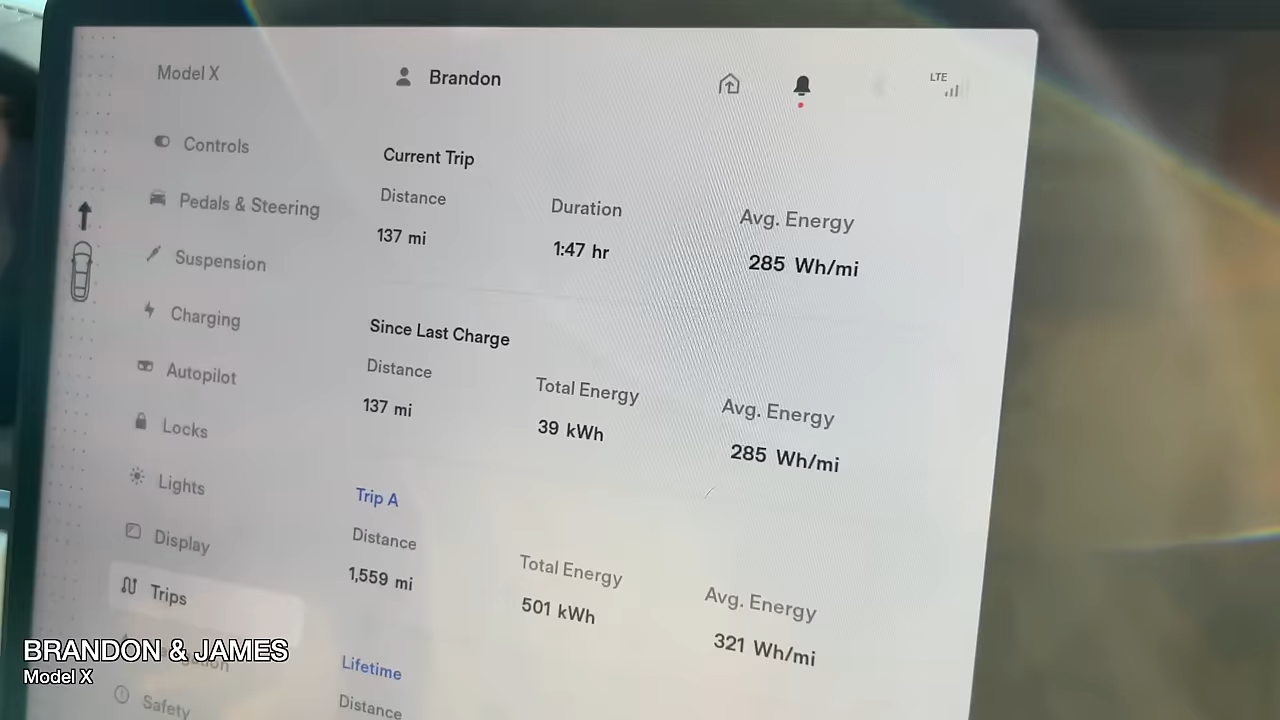 Model X
Brandon
LTE
Controls
Pedals & Steering
Suspension
Charging
Autopilot
Locks
Lights
Display
Trips
Safety
Current Trip
Distance
Duration
Avg. Energy
137 mi
1:47 hr
285 Wh/mi
Since Last Charge
Distance
Total Energy
Avg. Energy
137 mi
39 kWh
285 Wh/mi
Trip A
Distance
Total Energy
Avg. Energy
1,559 mi
501 kWh
321 Wh/mi
Lifetime
Distance
BRANDON & JAMES
Model X